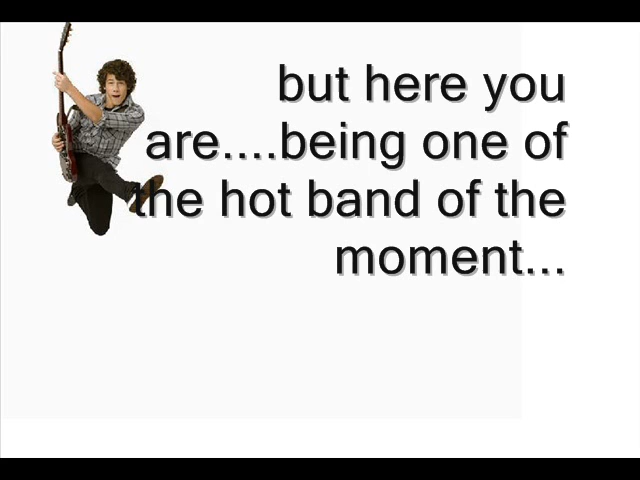 but here you
are....being one of
the hot band of the
moment...